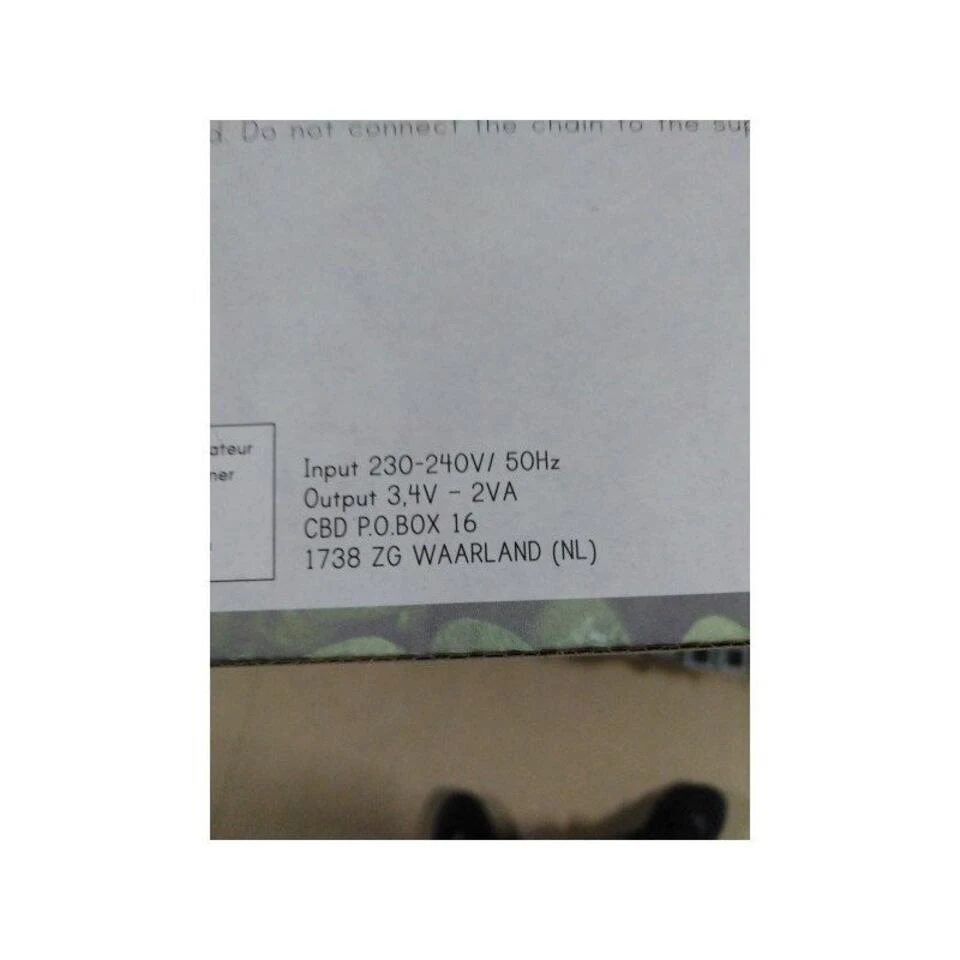 Do not connect the chain to the
ateur
ner
Input 230-240V/ 50Hz
Output 3,4V - 2VA
CBD P.O.BOX 16
1738 ZG WAARLAND (NL)